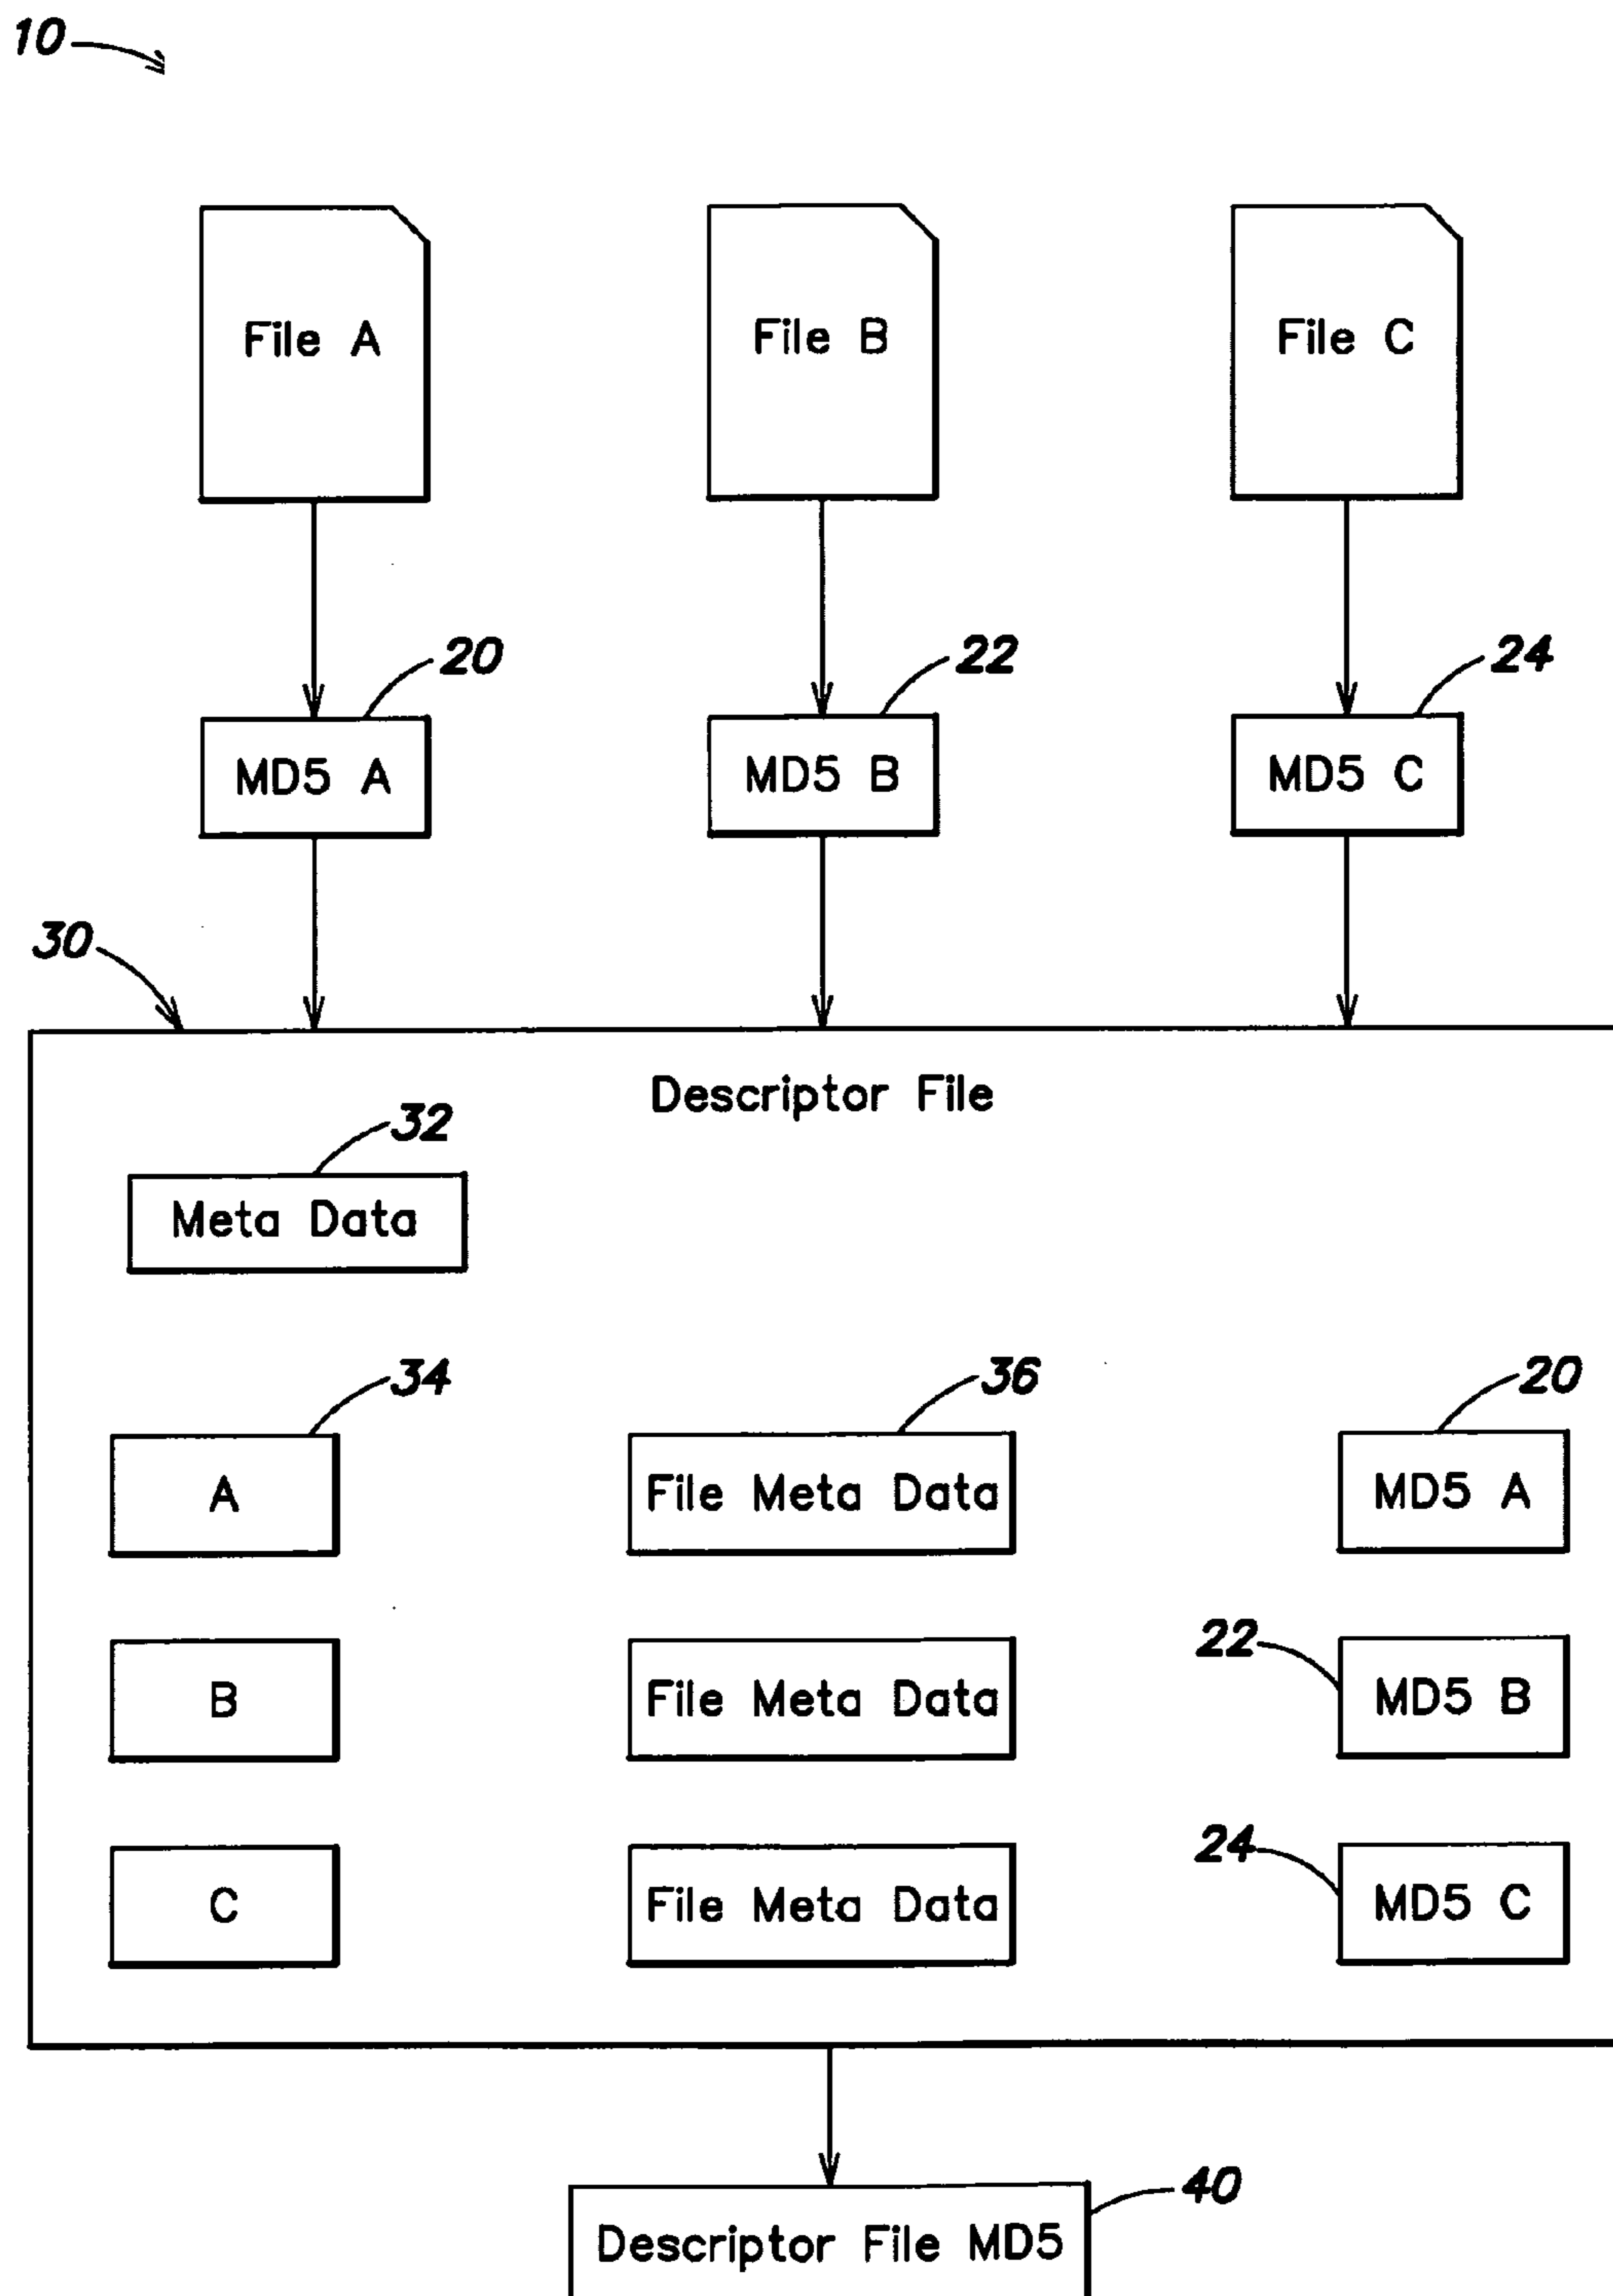 10
File A
File B
File C
20
22
24
MD5 A
MD5 B
MD5 C
30
Descriptor File
32
Meta Data
34
36
20
A
File Meta Data
MD5 A
22
B
File Meta Data
MD5 B
24
C
File Meta Data
MD5 C
40
Descriptor File MD5